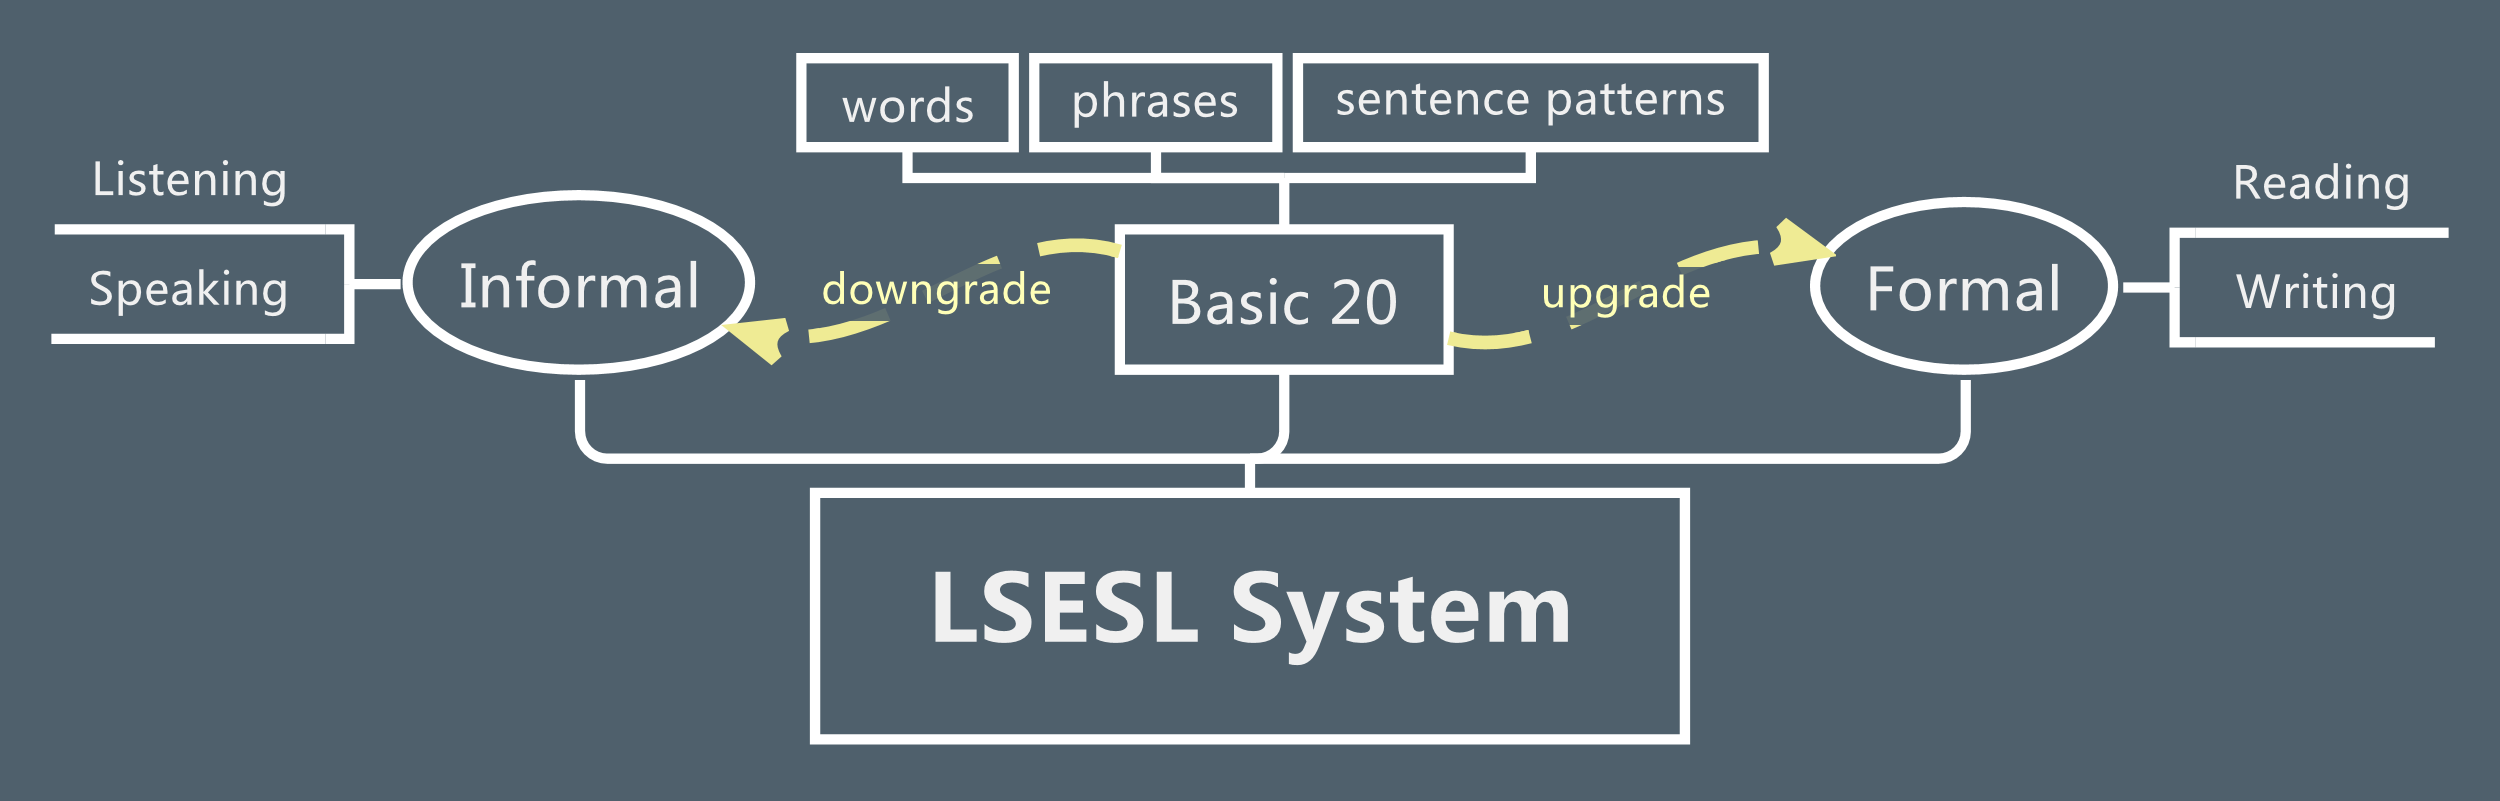 words
phrases
sentence patterns
Listening
Speaking
Informal
downgrade
Basic 20
upgrade
Formal
Reading
Writing
LSESL System